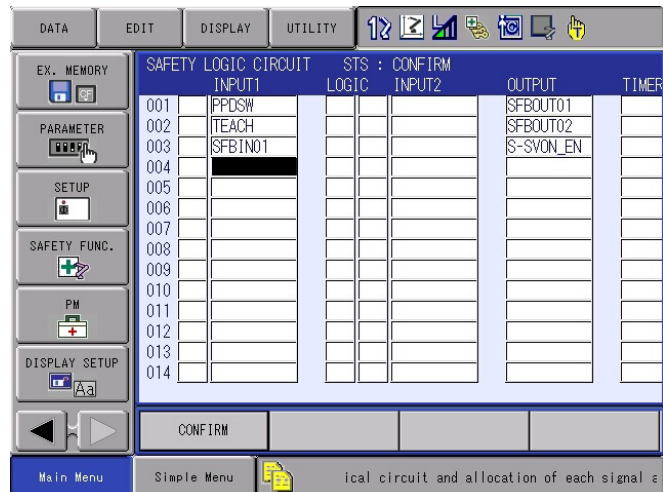 DATA EDIT DISPLAY UTILITY
EX. MEMORY
CF
PARAMETER
SETUP
SAFETY FUNC.
PM
DISPLAY SETUP
Aa
SAFETY LOGIC CIRCUIT STS : CONFIRM
INPUT1 LOGIC INPUT2 OUTPUT TIMER
001 PPDSW SFBOUT01
002 TEACH SFBOUT02
003 SFBIN01 S-SVON_EN
004
005
006
007
008
009
010
011
012
013
014
CONFIRM
Main Menu Simple Menu ical circuit and allocation of each signal a